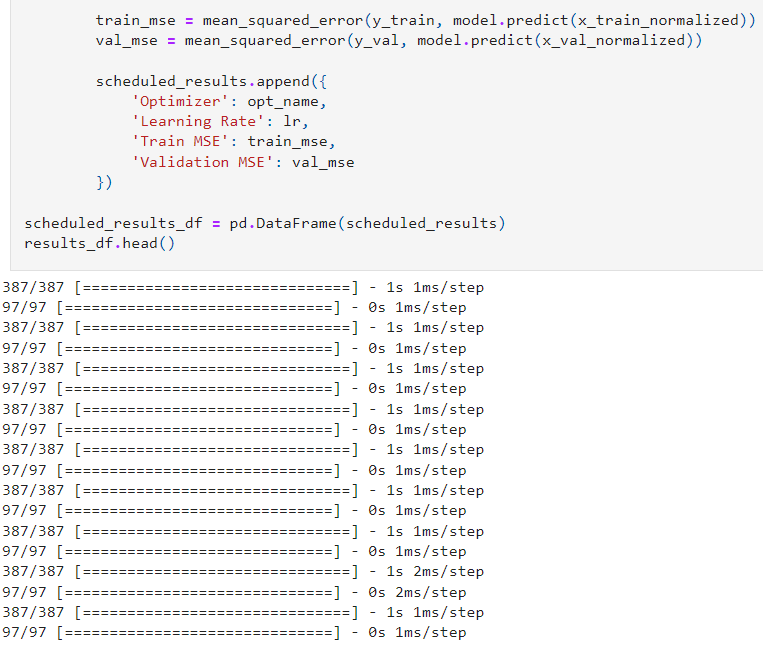 train_mse = mean_squared_error(y_train, model.predict(x_train_normalized))
val_mse = mean_squared_error(y_val, model.predict(x_val_normalized))
scheduled_results.append({
'Optimizer': opt_name,
'Learning Rate': lr,
'Train MSE': train_mse,
'Validation MSE': val_mse
})
scheduled_results_df = pd.DataFrame(scheduled_results)
results_df.head()
387/387 [==============================] - 1s 1ms/step
97/97 [==============================] - 0s 1ms/step
387/387 [==============================] - 1s 1ms/step
97/97 [==============================] - 0s 1ms/step
387/387 [==============================] - 1s 1ms/step
97/97 [==============================] - 0s 1ms/step
387/387 [==============================] - 1s 1ms/step
97/97 [==============================] - 0s 1ms/step
387/387 [==============================] - 1s 1ms/step
97/97 [==============================] - 0s 1ms/step
387/387 [==============================] - 1s 1ms/step
97/97 [==============================] - 0s 1ms/step
387/387 [==============================] - 1s 1ms/step
97/97 [==============================] - 0s 1ms/step
387/387 [==============================] - 1s 2ms/step
97/97 [==============================] - 0s 2ms/step
387/387 [==============================] - 1s 1ms/step
97/97 [==============================] - 0s 1ms/step